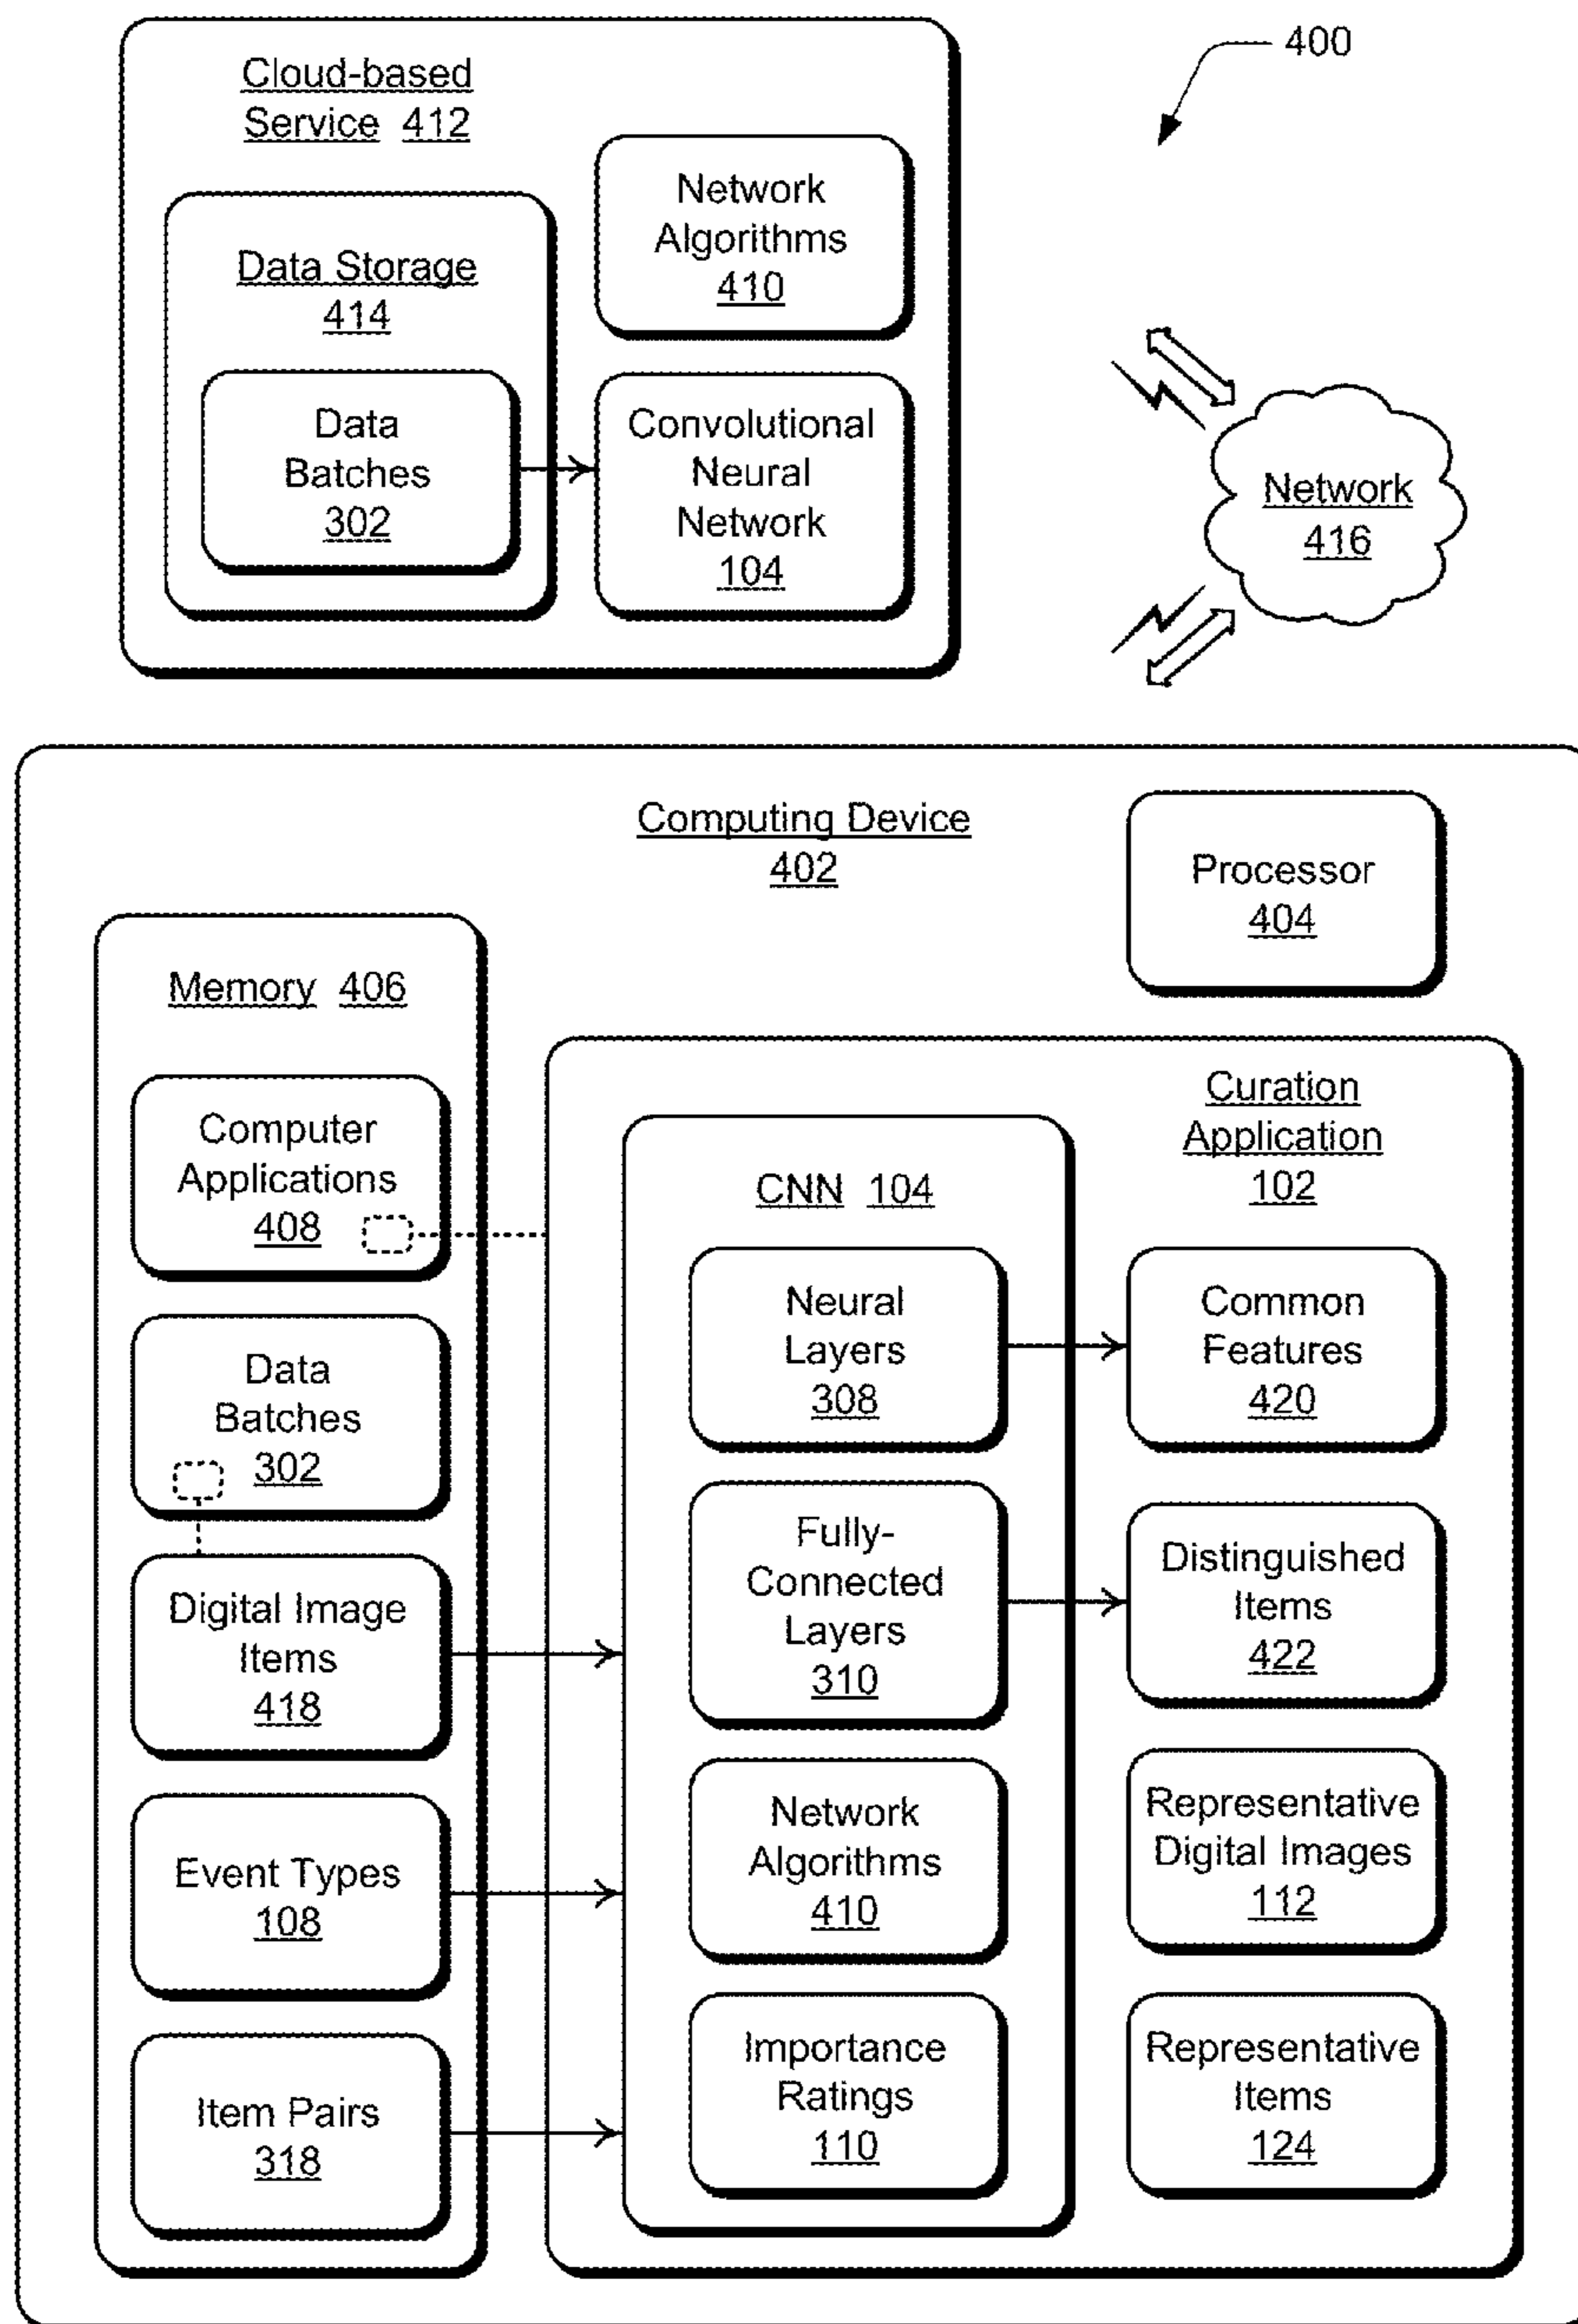 400
Cloud-based
Service 412
Network
Algorithms
410
Data Storage
414
Data
Batches
302
Convolutional
Neural
Network
104
Network
416
Computing Device
402
Processor
404
Memory 406
Computer
Applications
408
Data
Batches
302
Digital Image
Items
418
Event Types
108
Item Pairs
318
Curation
Application
102
CNN 104
Neural
Layers
308
Common
Features
420
Fully-
Connected
Layers
310
Distinguished
Items
422
Network
Algorithms
410
Representative
Digital Images
112
Importance
Ratings
110
Representative
Items
124